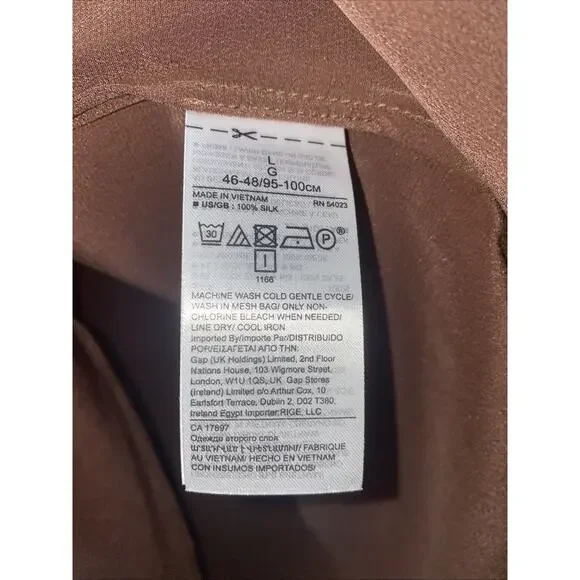 L
G
46-48/95-100CM
MADE IN VIETNAM RN 54023
■ US/GB : 100% SILK
30 P ®
1166
MACHINE WASH COLD GENTLE CYCLE/
WASH IN MESH BAG/ ONLY NON-
CHLORINE BLEACH WHEN NEEDED/
LINE DRY/ COOL IRON
Imported By/Importe Par/DISTRIBUIDO
POR/ΕΙΣΑΓΕΤΑΙ ΑΠΌ:
Gap (UK Holdings) Limited, 2nd Floor
Nations House, 103 Wigmore Street,
London, W1U 1QS, UK. Gap Stores
(Ireland) Limited c/o Arthur Cox, 10
Earlsfort Terrace, Dublin 2, D02 T380,
Ireland Egypt Importer:RIGE, LLC
CA 17897
Одежда второго слоя
FABRIQUE
AU VIETNAM/ HECHO EN VIETNAM
CON INSUMOS IMPORTADOS/